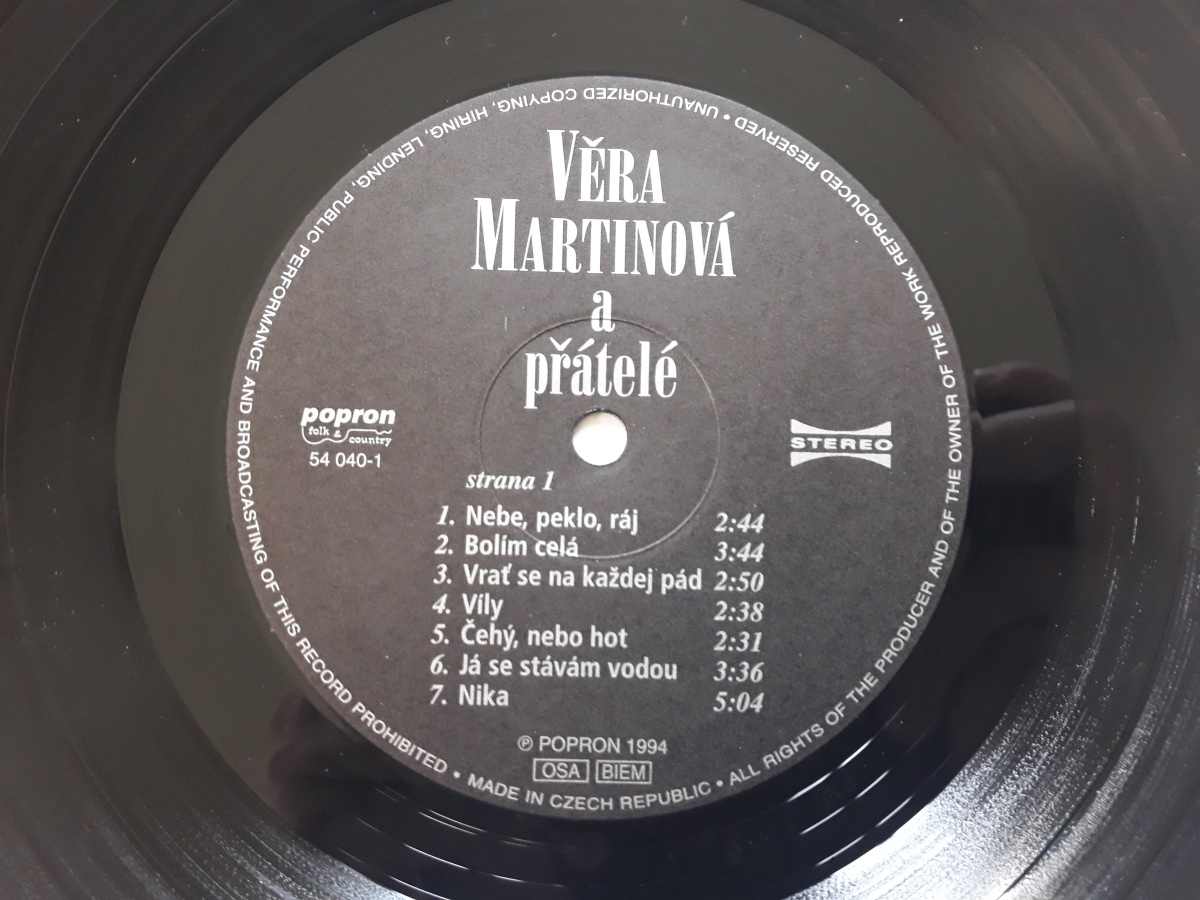 VĚRA
MARTINOVÁ
a
přátelé
popron
folk & country
54 040-1
STEREO
strana 1
1. Nebe, peklo, ráj 2:44
2. Bolím celá 3:44
3. Vrať se na každej pád 2:50
4. Víly 2:38
5. Čehý, nebo hot 2:31
6. Já se stávám vodou 3:36
7. Nika 5:04
℗ POPRON 1994
OSA BIEM
MADE IN CZECH REPUBLIC • ALL RIGHTS OF THE PRODUCER AND OF THE OWNER OF THE WORK REPRODUCED RESERVED • UNAUTHORIZED COPYING, HIRING, LENDING, PUBLIC PERFORMANCE AND BROADCASTING OF THIS RECORD PROHIBITED •